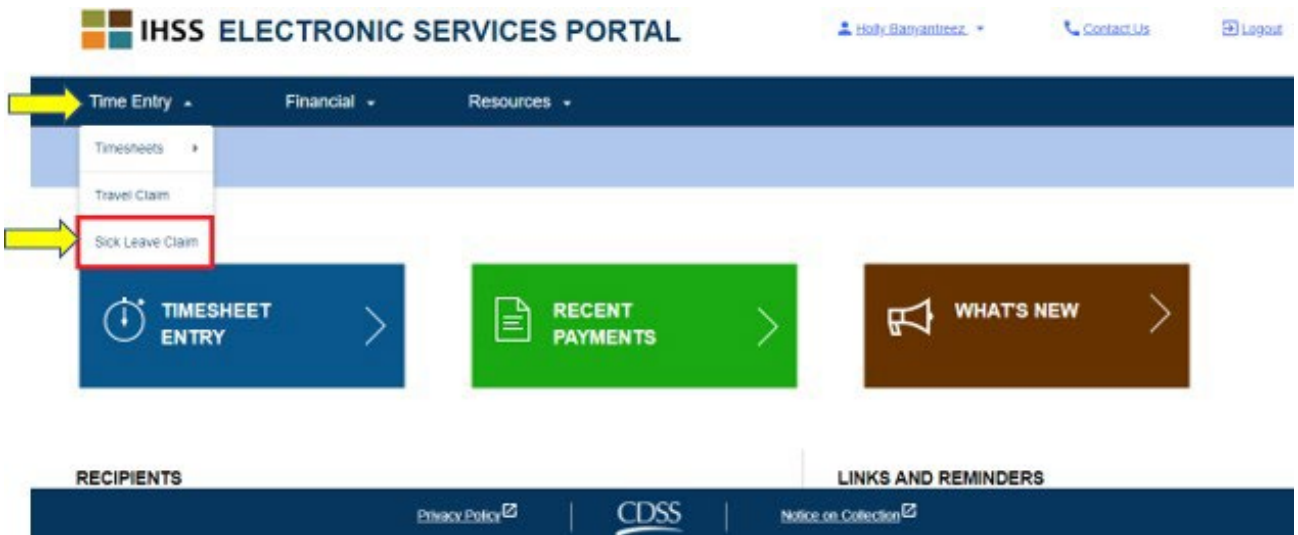 IHSS ELECTRONIC SERVICES PORTAL
Holly Banyantreez
Contact Us
Logout
Time Entry
Financial
Resources
Timesheets
Travel Claim
Sick Leave Claim
TIMESHEET
ENTRY
RECENT
PAYMENTS
WHAT'S NEW
RECIPIENTS
LINKS AND REMINDERS
Privacy Policy
CDSS
Notice on Collection